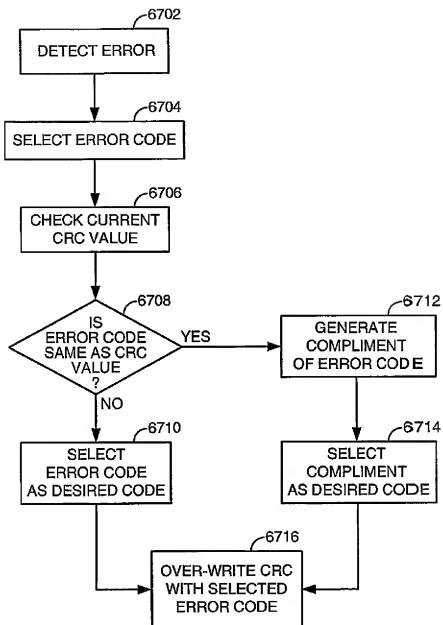 6702
DETECT ERROR
6704
SELECT ERROR CODE
6706
CHECK CURRENT
CRC VALUE
6708
IS
ERROR CODE
SAME AS CRC
VALUE
?
YES
NO
6712
GENERATE
COMPLIMENT
OF ERROR CODE
6710
SELECT
ERROR CODE
AS DESIRED CODE
6714
SELECT
COMPLIMENT
AS DESIRED CODE
6716
OVER-WRITE CRC
WITH SELECTED
ERROR CODE